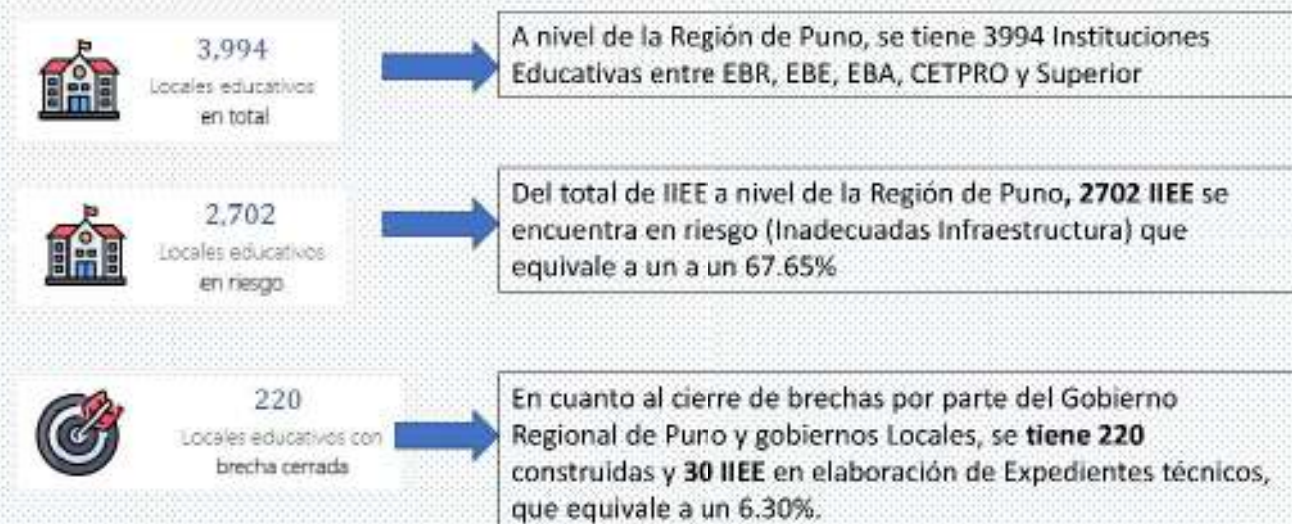 3,994
Locales educativos
en total
A nivel de la Región de Puno, se tiene 3994 Instituciones
Educativas entre EBR, EBE, EBA, CETPRO y Superior
2,702
Locales educativos
en riesgo
Del total de IIEE a nivel de la Región de Puno, 2702 IIEE se
encuentra en riesgo (Inadecuadas Infraestructura) que
equivale a un a un 67.65%
220
Locales educativos con
brecha cerrada
En cuanto al cierre de brechas por parte del Gobierno
Regional de Puno y gobiernos Locales, se tiene 220
construidas y 30 IIEE en elaboración de Expedientes técnicos,
que equivale a un 6.30%.